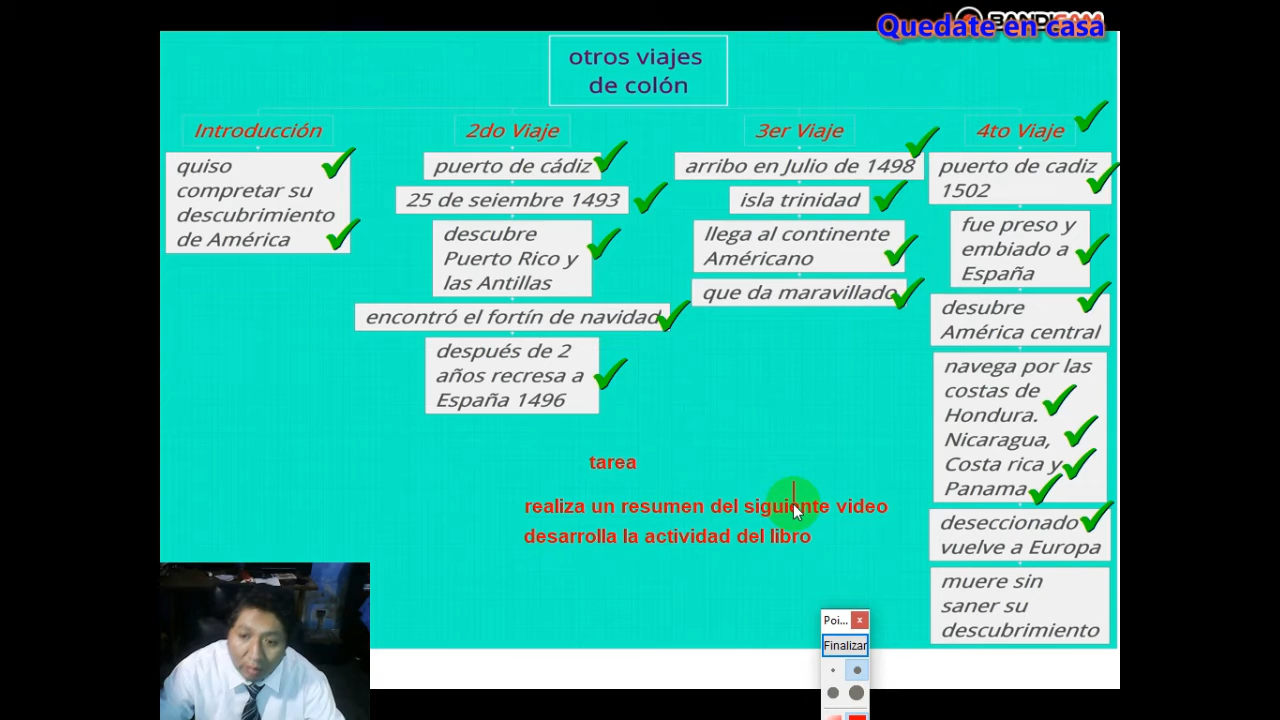 BANDICAM
Quedate en casa
otros viajes
de colón
Introducción
quiso
compretar su
descubrimiento
de América
2do Viaje
puerto de cádiz
25 de seiembre 1493
descubre
Puerto Rico y
las Antillas
encontró el fortín de navidad
después de 2
años recresa a
España 1496
3er Viaje
arribo en Julio de 1498
isla trinidad
llega al continente
Américano
que da maravillado
4to Viaje
puerto de cadiz
1502
fue preso y
embiado a
España
desubre
América central
navega por las
costas de
Hondura.
Nicaragua,
Costa rica y
Panama
deseccionado
vuelve a Europa
muere sin
saner su
descubrimiento
tarea
realiza un resumen del siguiente video
desarrolla la actividad del libro
Poi...
x
Finalizar